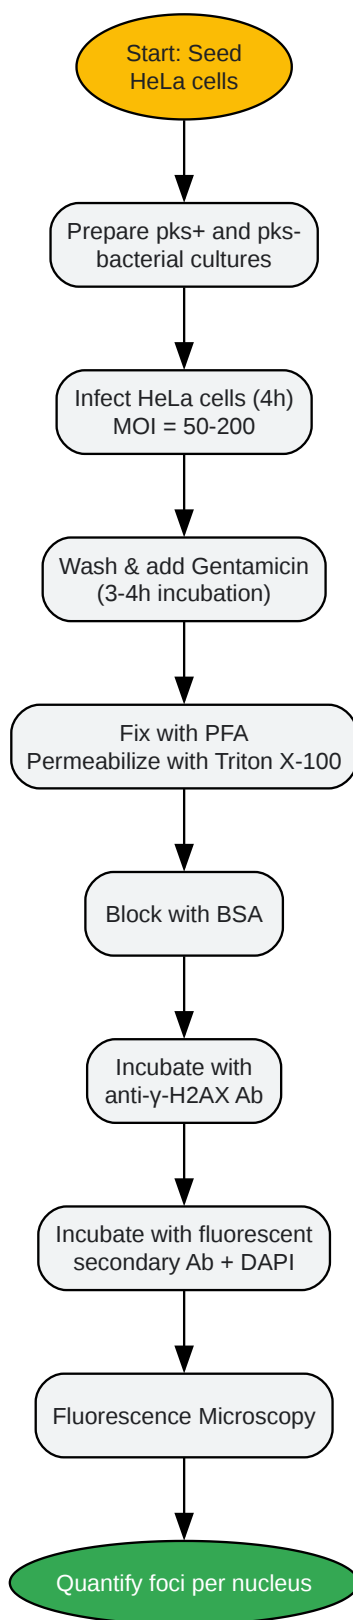 Start: Seed
HeLa cells
Prepare pks+ and pks-
bacterial cultures
Infect HeLa cells (4h)
MOI = 50-200
Wash & add Gentamicin
(3-4h incubation)
Fix with PFA
Permeabilize with Triton X-100
Block with BSA
Incubate with
anti-γ-H2AX Ab
Incubate with fluorescent
secondary Ab + DAPI
Fluorescence Microscopy
Quantify foci per nucleus